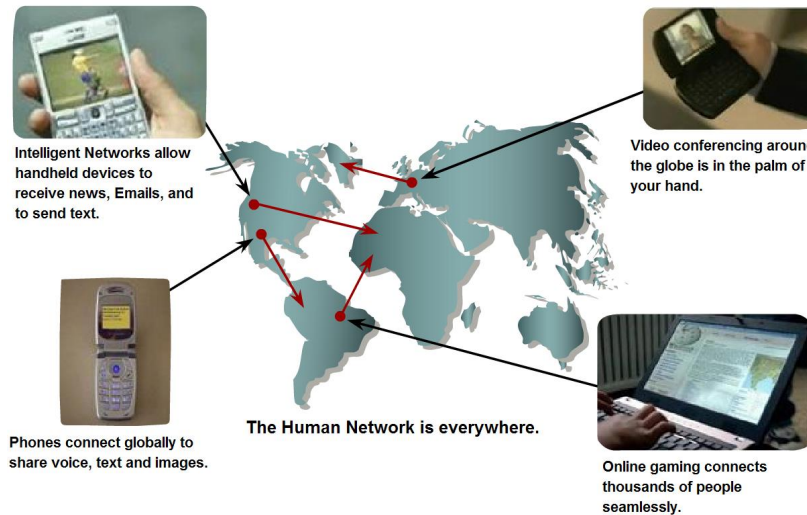 Intelligent Networks allow
handheld devices to
receive news, Emails, and
to send text.
Video conferencing aroun
the globe is in the palm of
your hand.
Phones connect globally to
share voice, text and images.
The Human Network is everywhere.
Online gaming connects
thousands of people
seamlessly.